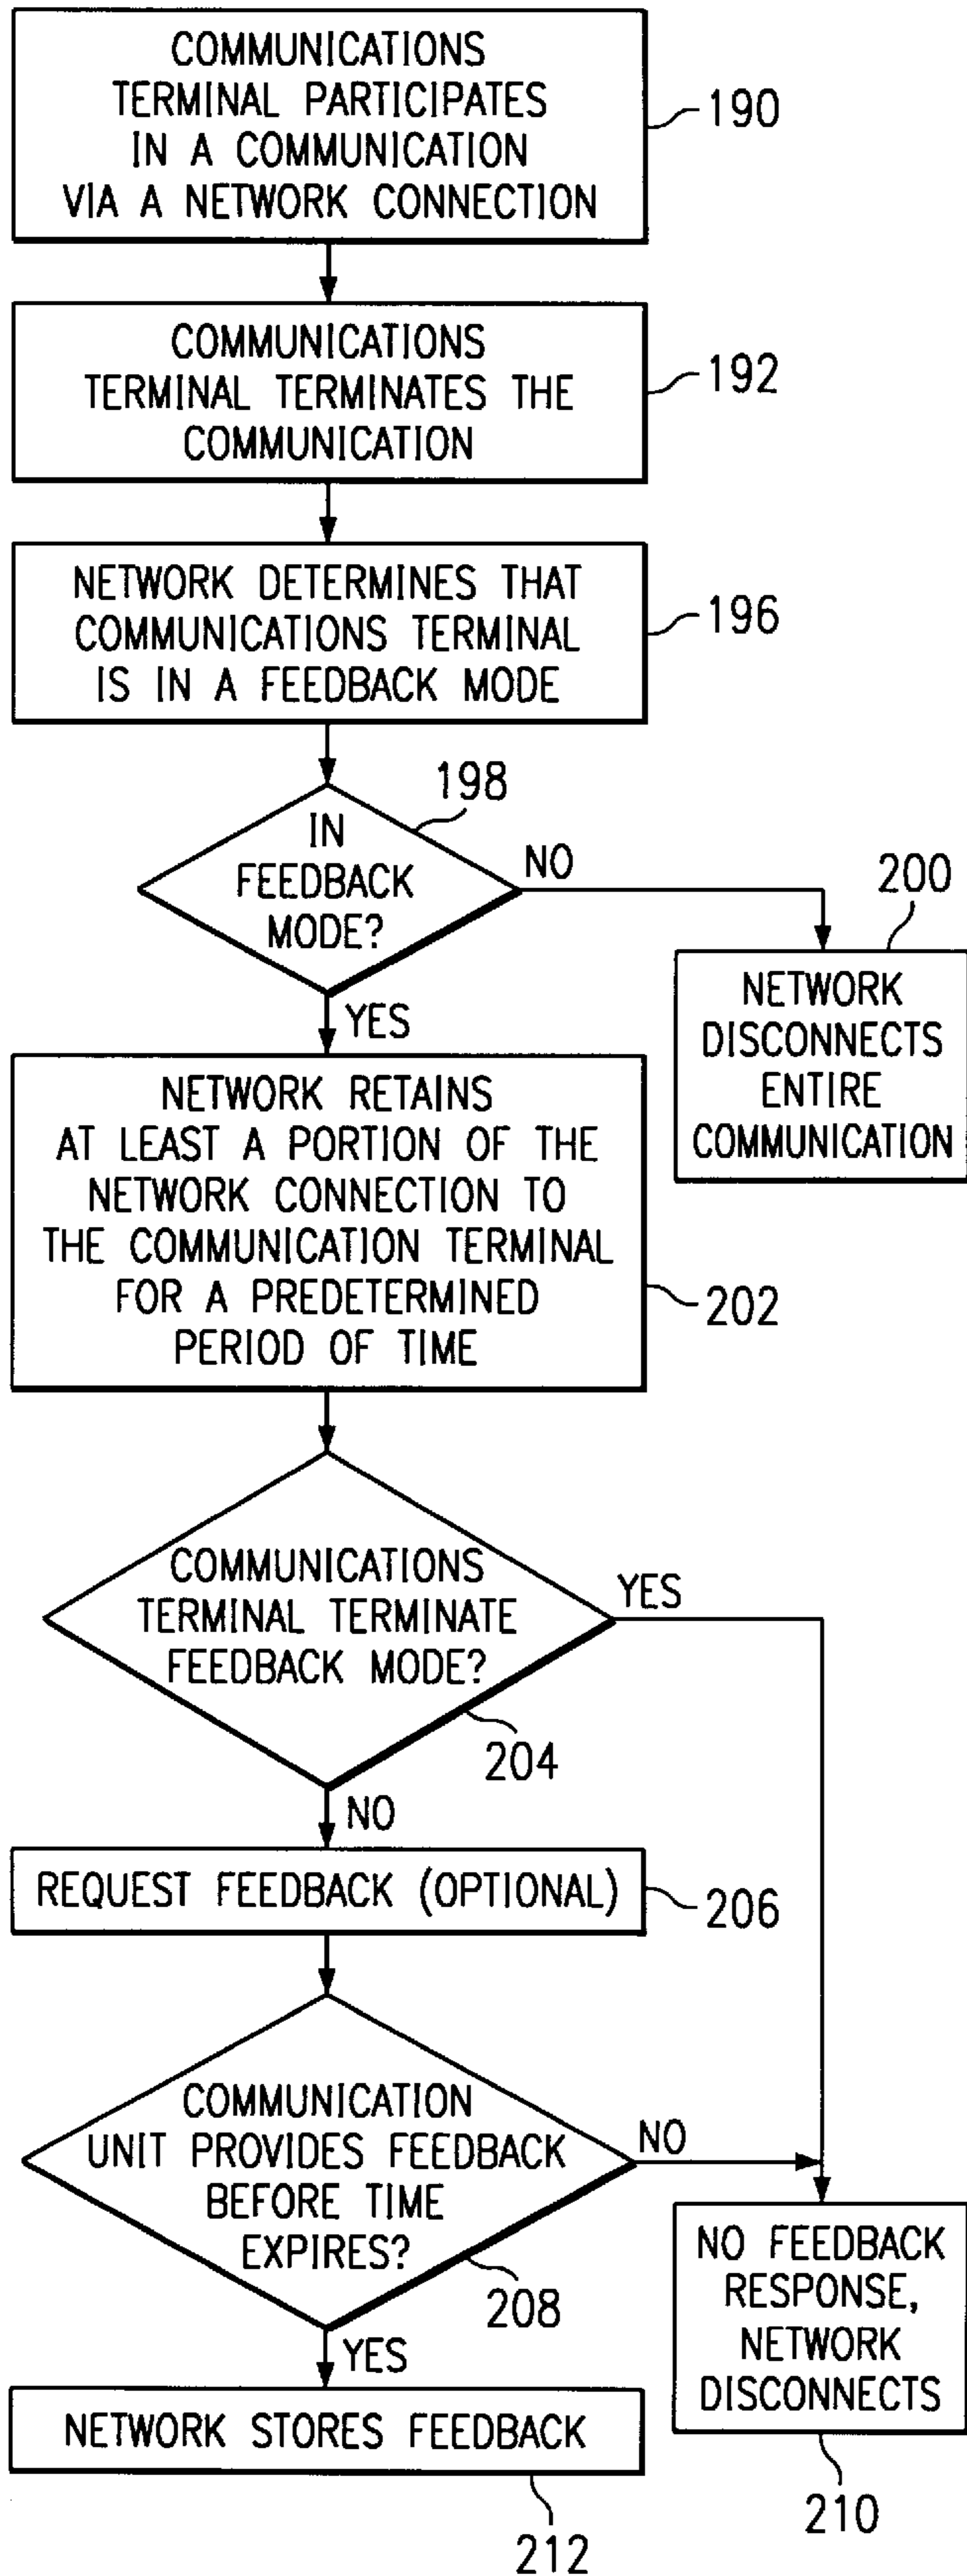 COMMUNICATIONS
TERMINAL PARTICIPATES
IN A COMMUNICATION
VIA A NETWORK CONNECTION
190
COMMUNICATIONS
TERMINAL TERMINATES THE
COMMUNICATION
192
NETWORK DETERMINES THAT
COMMUNICATIONS TERMINAL
IS IN A FEEDBACK MODE
196
198
IN
FEEDBACK
MODE?
NO
YES
200
NETWORK
DISCONNECTS
ENTIRE
COMMUNICATION
NETWORK RETAINS
AT LEAST A PORTION OF THE
NETWORK CONNECTION TO
THE COMMUNICATION TERMINAL
FOR A PREDETERMINED
PERIOD OF TIME
202
COMMUNICATIONS
TERMINAL TERMINATE
FEEDBACK MODE?
YES
204
NO
REQUEST FEEDBACK (OPTIONAL)
206
COMMUNICATION
UNIT PROVIDES FEEDBACK
BEFORE TIME
EXPIRES?
NO
208
YES
NO FEEDBACK
RESPONSE,
NETWORK
DISCONNECTS
210
NETWORK STORES FEEDBACK
212